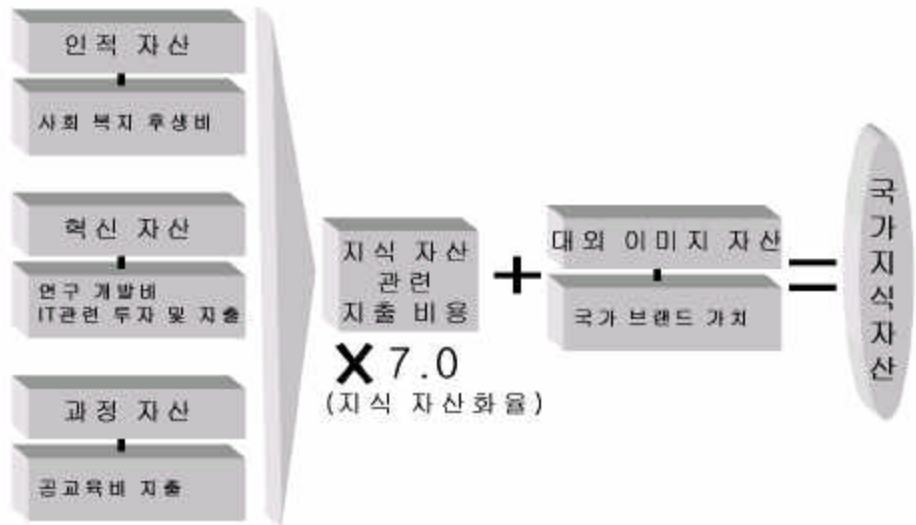 인적 자산
사회 복지 후생비
혁신 자산
연구 개발비
IT관련 투자 및 지출
과정 자산
공교육비 지출
지식 자산
관련
지출 비용
X 7.0
(지식 자산화율)
+
대외 이미지 자산
국가 브랜드 가치
=
국가지식자산